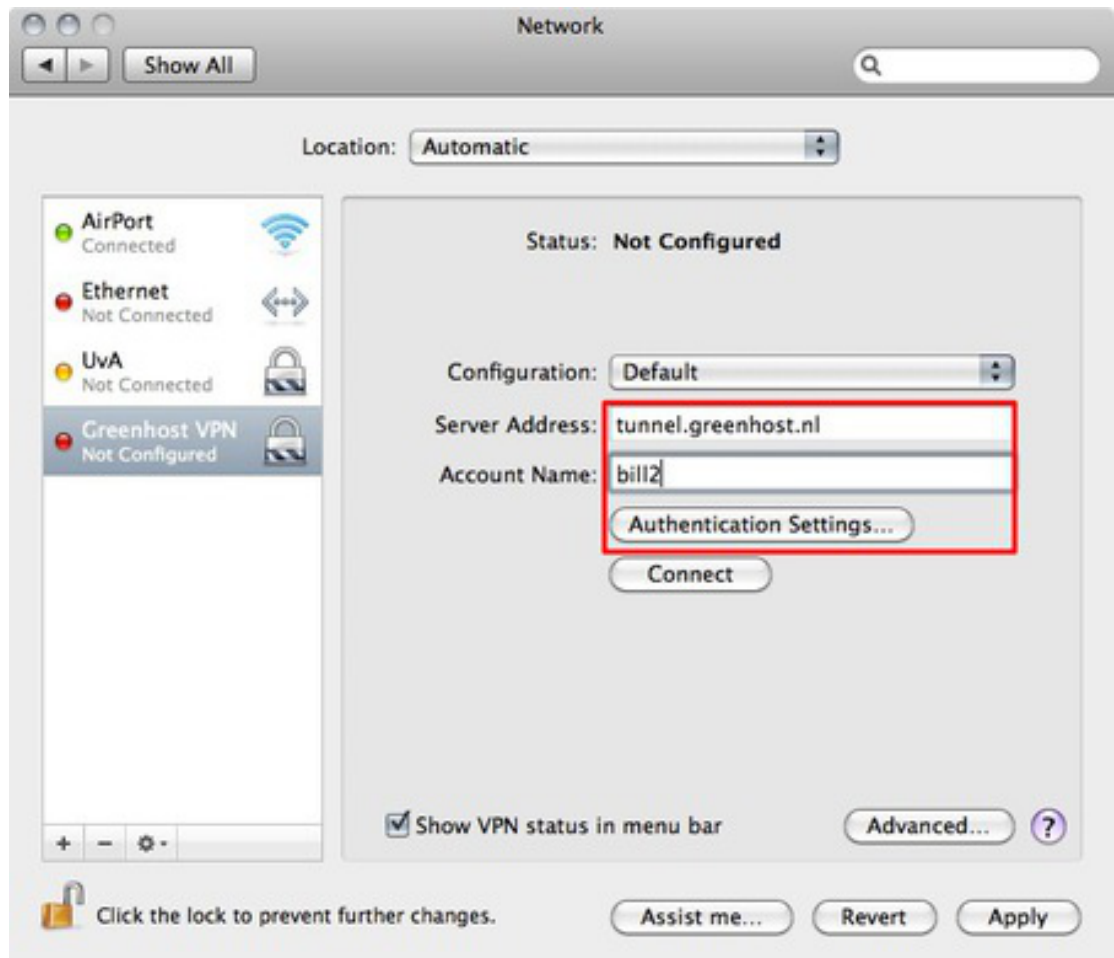 Network
Show All
Location: Automatic
AirPort
Connected
Ethernet
Not Connected
UvA
Not Connected
Greenhost VPN
Not Configured
Status: Not Configured
Configuration: Default
Server Address: tunnel.greenhost.nl
Account Name: bill2
Authentication Settings...
Connect
Show VPN status in menu bar
Advanced... ?
+ −
Click the lock to prevent further changes.
Assist me... Revert Apply